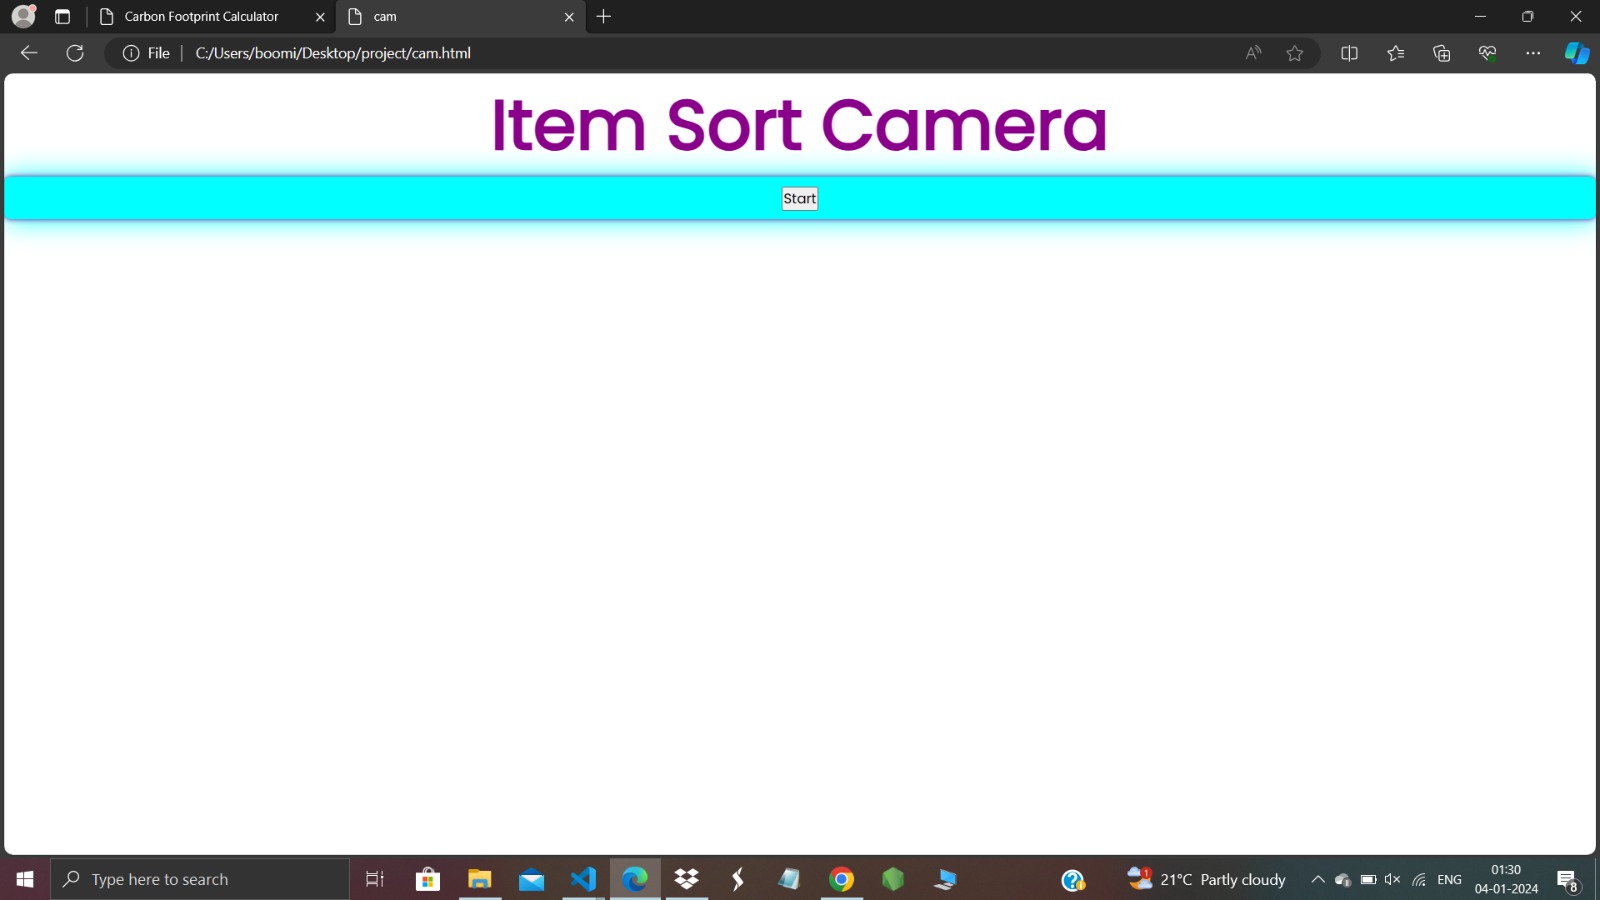 Carbon Footprint Calculator
cam
File
C:/Users/boomi/Desktop/project/cam.html
Item Sort Camera
Start
Type here to search
1
21°C Partly cloudy
ENG
01:30
04-01-2024
8